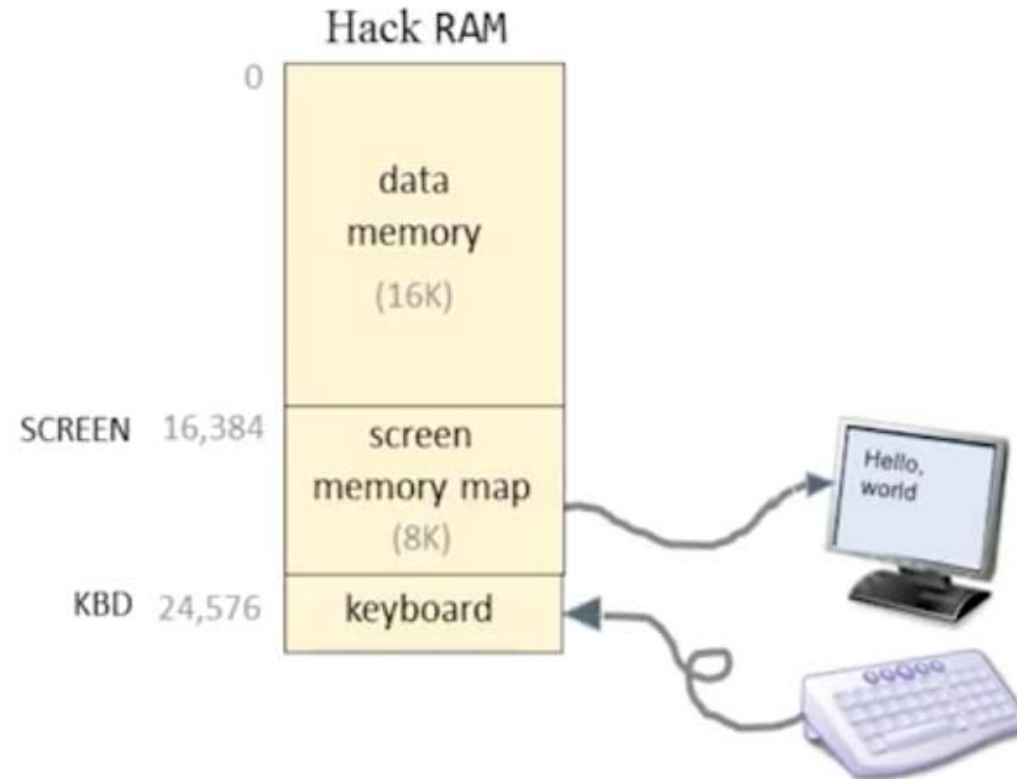 Hack RAM
0
data
memory
(16K)
SCREEN 16,384
screen
memory map
(8K)
Hello,
world
KBD 24,576
keyboard